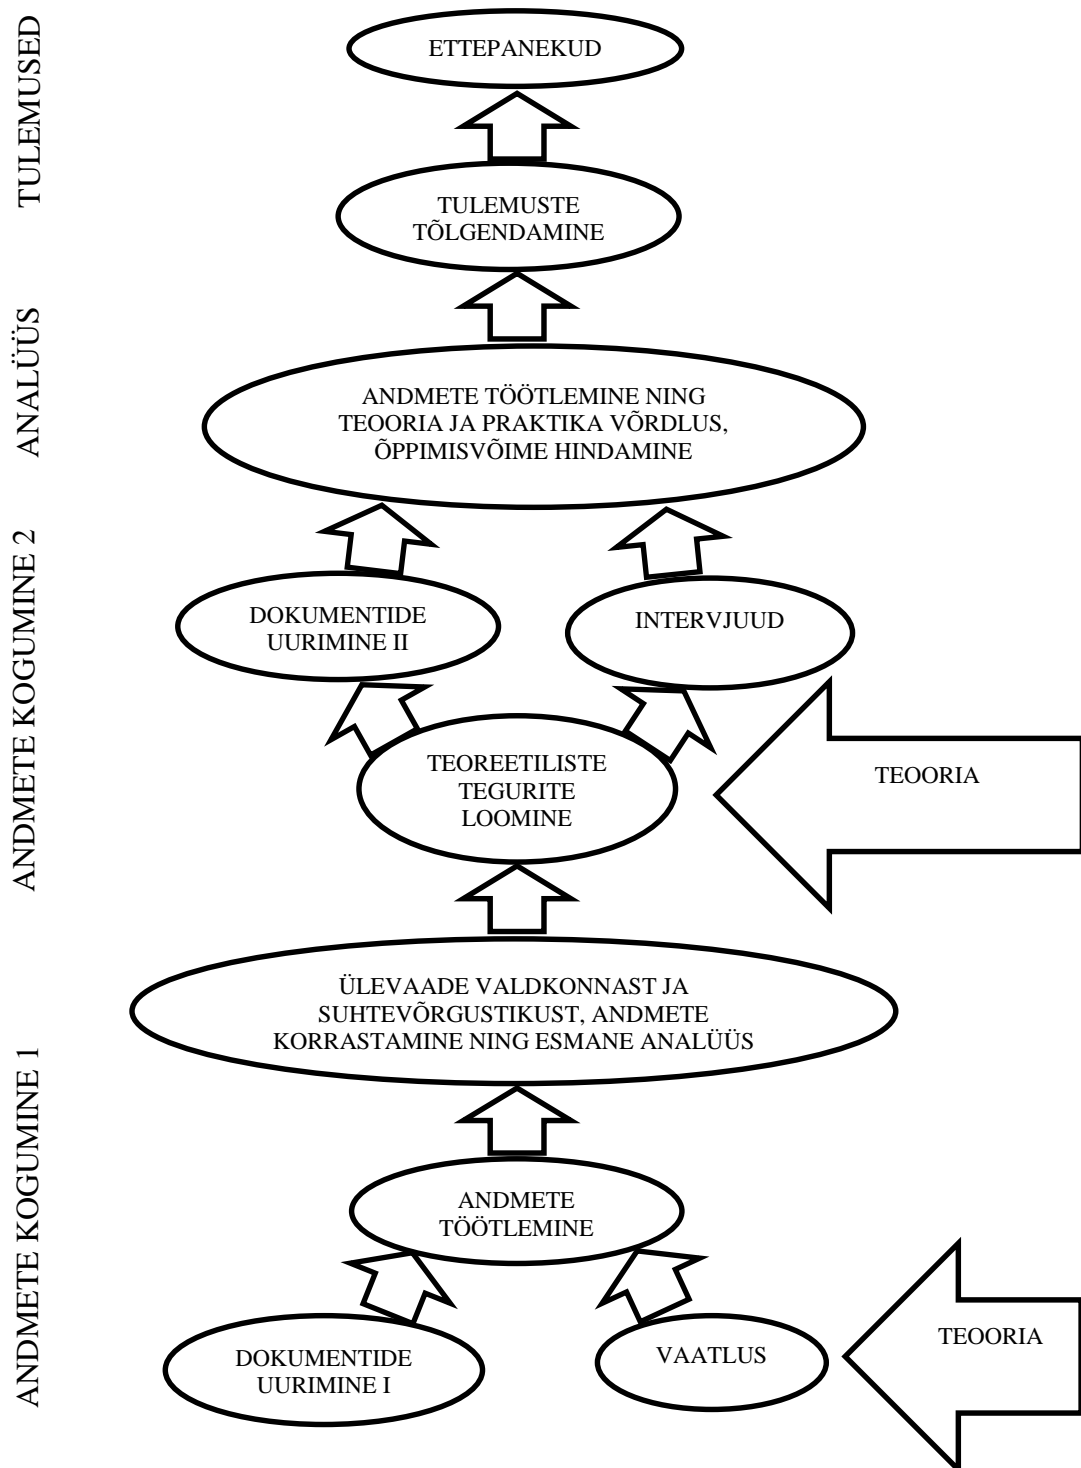 TULEMUSED
ETTEPANEKUD
TULEMUSTE
TÕLGENDAMINE
ANALÜÜS
ANDMETE TÖÖTLEMINE NING
TEOORIA JA PRAKTIKA VÕRDLUS,
ÕPPIMISVÕIME HINDAMINE
ANDMETE KOGUMINE 2
DOKUMENTIDE
UURIMINE II
INTERVJUUD
TEOREETILISTE
TEGURITE
LOOMINE
TEOORIA
ANDMETE KOGUMINE 1
ÜLEVAADE VALDKONNAST JA
SUHTEVÕRGUSTIKUST, ANDMETE
KORRASTAMINE NING ESMANE ANALÜÜS
ANDMETE
TÖÖTLEMINE
DOKUMENTIDE
UURIMINE I
VAATLUS
TEOORIA